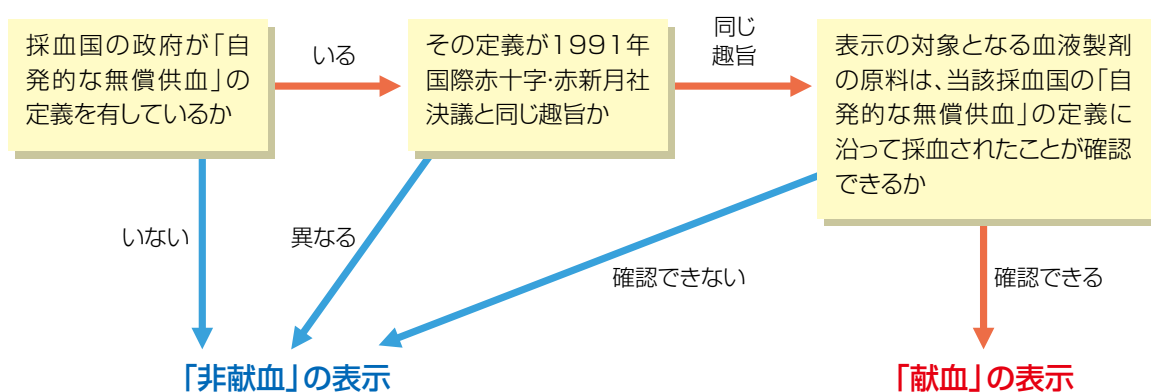 採血国の政府が「自
発的な無償供血」の
定義を有しているか
いる
その定義が1991年
国際赤十字・赤新月社
決議と同じ趣旨か
同じ
趣旨
表示の対象となる血液製剤
の原料は、当該採血国の「自
発的な無償供血」の定義に
沿って採血されたことが確認
できるか
いない
異なる
確認できない
確認できる
「非献血」の表示
「献血」の表示